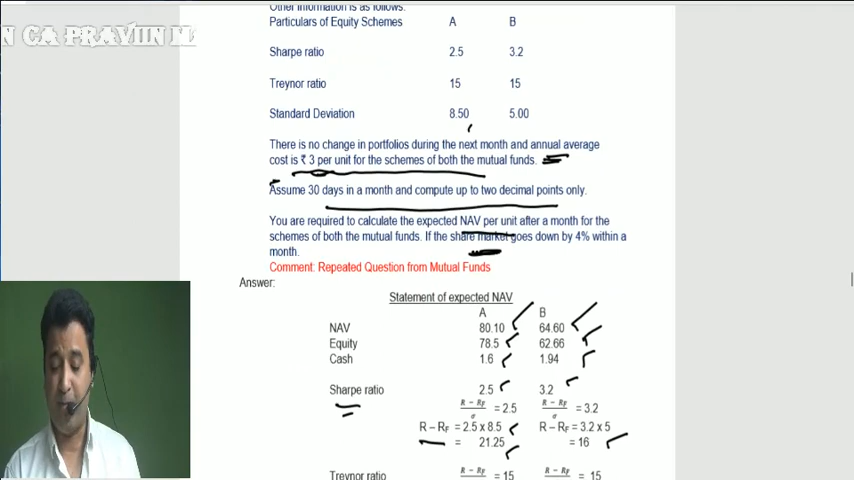 Other information is as follows:
N CA PRAVIIN M
Particulars of Equity Schemes A B
Sharpe ratio 2.5 3.2
Treynor ratio 15 15
Standard Deviation 8.50 5.00
There is no change in portfolios during the next month and annual average
cost is ₹ 3 per unit for the schemes of both the mutual funds.
Assume 30 days in a month and compute up to two decimal points only.
You are required to calculate the expected NAV per unit after a month for the
schemes of both the mutual funds. If the share market goes down by 4% within a
month.
Comment: Repeated Question from Mutual Funds
Answer:
Statement of expected NAV
A B
NAV 80.10 64.60
Equity 78.5 62.66
Cash 1.6 1.94
Sharpe ratio 2.5 3.2
R − RF / σ = 2.5 R − RF / σ = 3.2
R – RF = 2.5 x 8.5 R – RF = 3.2 x 5
= 21.25 = 16
Treynor ratio R − RF = 15 R − RF = 15